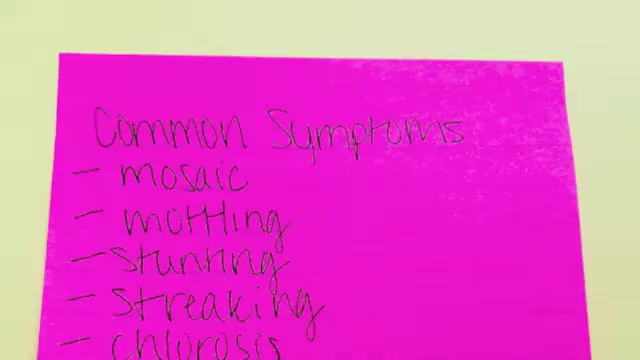 Common Symptoms
- mosaic
- mottling
- stunting
- streaking
- chlorosis